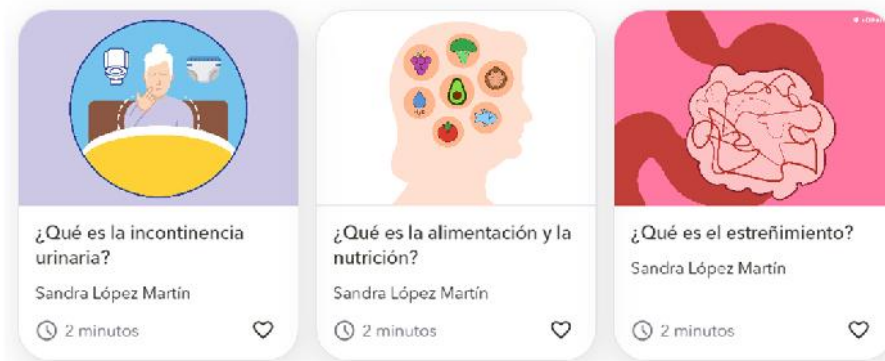 ¿Qué es la incontinencia
urinaria?
Sandra López Martín
2 minutos
¿Qué es la alimentación y la
nutrición?
Sandra López Martín
2 minutos
¿Qué es el estreñimiento?
Sandra López Martín
2 minutos